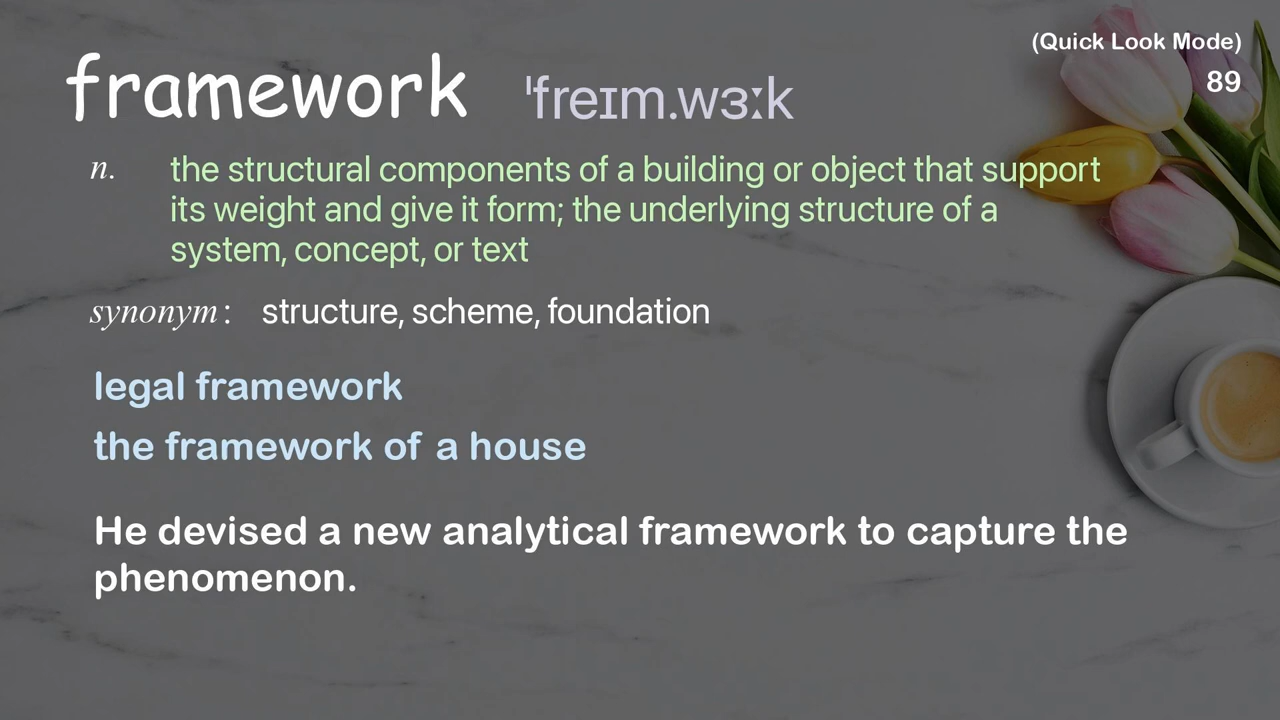 (Quick Look Mode)
89
framework ˈfreɪm.wɜːk
n. the structural components of a building or object that support
its weight and give it form; the underlying structure of a
system, concept, or text
synonym: structure, scheme, foundation
legal framework
the framework of a house
He devised a new analytical framework to capture the
phenomenon.